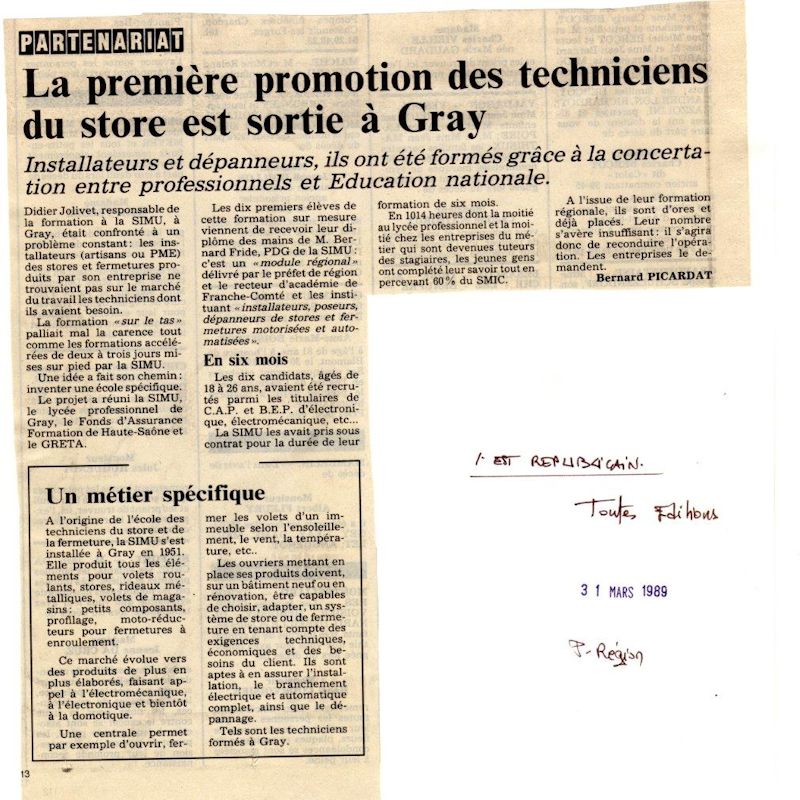 PARTENARIAT
La première promotion des techniciens
du store est sortie à Gray
Installateurs et dépanneurs, ils ont été formés grâce à la concerta-
tion entre professionnels et Education nationale.
Didier Jolivet, responsable de
la formation à la SIMU, à
Gray, était confronté à un
problème constant : les ins-
tallateurs (artisans ou PME)
des stores et fermetures pro-
duits par son entreprise ne
trouvaient pas sur le marché
du travail les techniciens dont
ils avaient besoin.
La formation «sur le tas»
palliait mal la carence tout
comme les formations accélé-
rées de deux à trois jours mi-
ses sur pied par la SIMU.
Une idée a fait son chemin :
inventer une école spécifique.
Le projet a réuni la SIMU,
le lycée professionnel de
Gray, le Fonds d'Assurance
Formation de Haute-Saône et
le GRETA.
Les dix premiers élèves de
cette formation sur mesure
viennent de recevoir leur di-
plôme des mains de M. Ber-
nard Fride, PDG de la SIMU :
c'est un «module régional»
délivré par le préfet de région
et le recteur d'académie de
Franche-Comté et les insti-
tuant «installateurs, poseurs,
dépanneurs de stores et fer-
metures motorisées et auto-
matisées».
En six mois
Les dix candidats, âgés de
18 à 26 ans, avaient été recru-
tés parmi les titulaires de
C.A.P. et B.E.P. d'électroni-
que, électromécanique, etc...
La SIMU les avait pris sous
contrat pour la durée de leur
formation de six mois.
En 1014 heures dont la moitié
au lycée professionnel et la moi-
tié chez les entreprises du mé-
tier qui sont devenues tuteurs
des stagiaires, les jeunes gens
ont complété leur savoir tout en
percevant 60% du SMIC.
A l'issue de leur formation
régionale, ils sont d'ores et
déjà placés. Leur nombre
s'avère insuffisant : il s'agira
donc de reconduire l'opéra-
tion. Les entreprises le de-
mandent.
Bernard PICARDAT
Un métier spécifique
A l'origine de l'école des
techniciens du store et de
la fermeture, la SIMU s'est
installée à Gray en 1951.
Elle produit tous les élé-
ments pour volets rou-
lants, stores, rideaux mé-
talliques, volets de maga-
sins : petits composants,
profilage, moto-réduc-
teurs pour fermetures à
enroulement.
Ce marché évolue vers
des produits de plus en
plus élaborés, faisant ap-
pel à l'électromécanique,
à l'électronique et bientôt
à la domotique.
Une centrale permet
par exemple d'ouvrir, fer-
mer les volets d'un im-
meuble selon l'ensoleille-
ment, le vent, la tempéra-
ture, etc..
Les ouvriers mettant en
place ses produits doivent,
sur un bâtiment neuf ou en
rénovation, être capables
de choisir, adapter, un sys-
tème de store ou de ferme-
ture en tenant compte des
exigences techniques,
économiques et des be-
soins du client. Ils sont
aptes à en assurer l'instal-
lation, le branchement
électrique et automatique
complet, ainsi que le dé-
pannage.
Tels sont les techniciens
formés à Gray.
13
l'EST REPUBLICAIN.
Toutes Editions
31 MARS 1989
P. Région